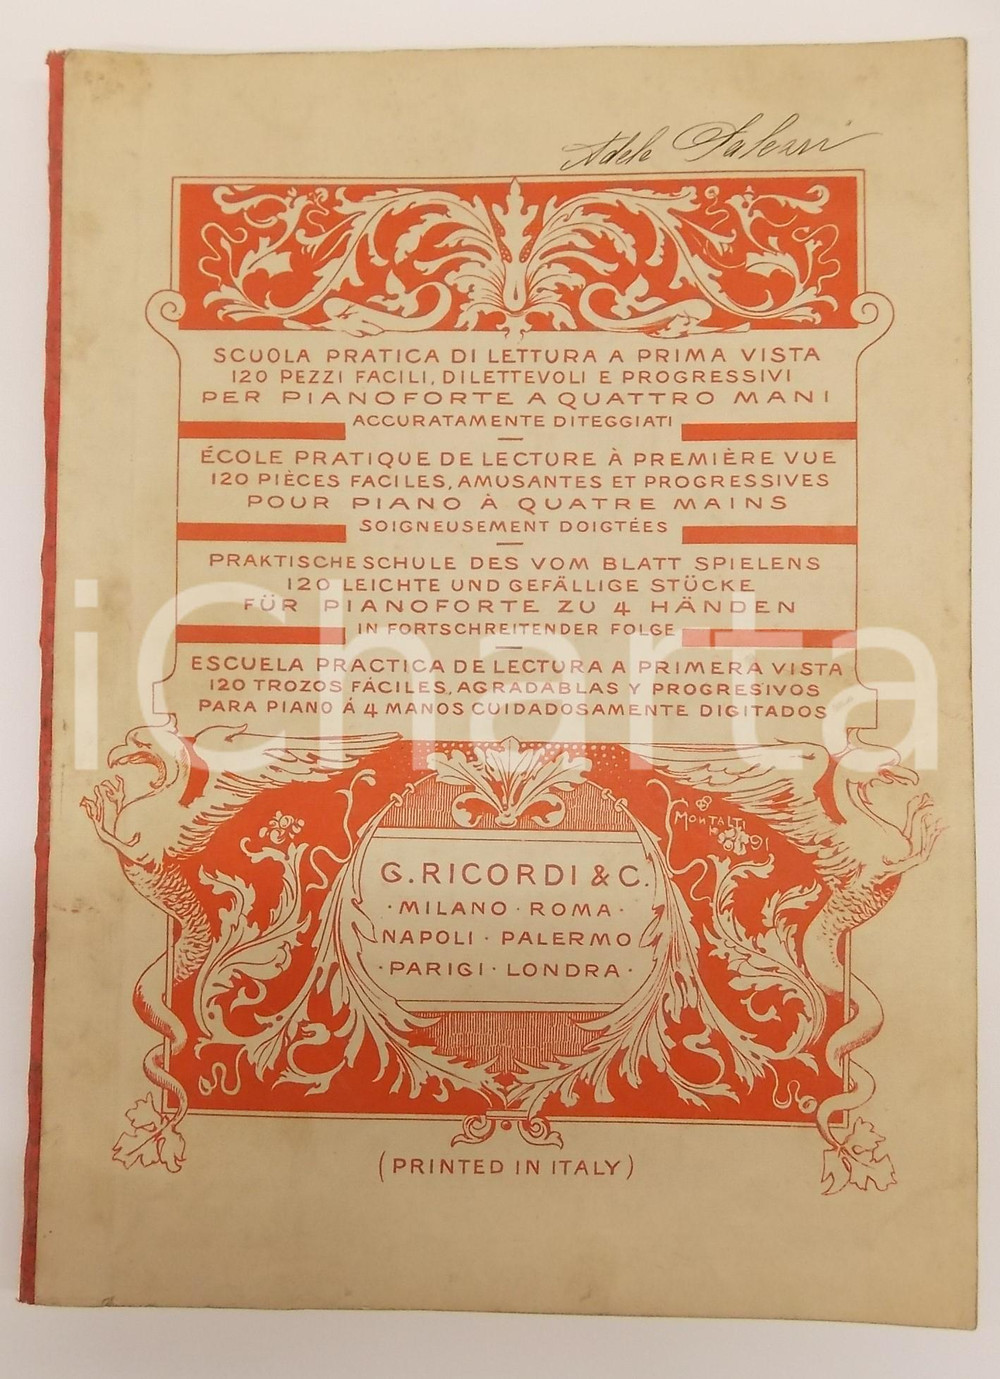 Adele
SCUOLA PRATICA DI LETTURA A PRIMA VISTA
120 PEZZI FACILI, DILETTEVOLI E PROGRESSIVI
PER PIANOFORTE A QUATTRO MANI
ACCURATAMENTE DITEGGIATI
ÉCOLE PRATIQUE DE LECTURE À PREMIÈRE VUE
120 PIÈCES FACILES, AMUSANTES ET PROGRESSIVES
POUR PIANO À QUATRE MAINS
SOIGNEUSEMENT DOIGTÉES
PRAKTISCHE SCHULE DES VOM BLATT SPIELENS
120 LEICHTE UND GEFÄLLIGE STÜCKE
FÜR PIANOFORTE ZU 4 HÄNDEN
IN FORTSCHREITENDER FOLGE
iCharta
ESCUELA PRACTICA DE LECTURA A PRIMERA VISTA
120 TROZOS FÁCILES, AGRADABLAS Y PROGRESIVOS
PARA PIANO Á 4 MANOS CUIDADOSAMENTE DIGITADOS
MONTALTI
G. RICORDI & C.
· MILANO · ROMA ·
NAPOLI · PALERMO
· PARIGI · LONDRA ·
(PRINTED IN ITALY)